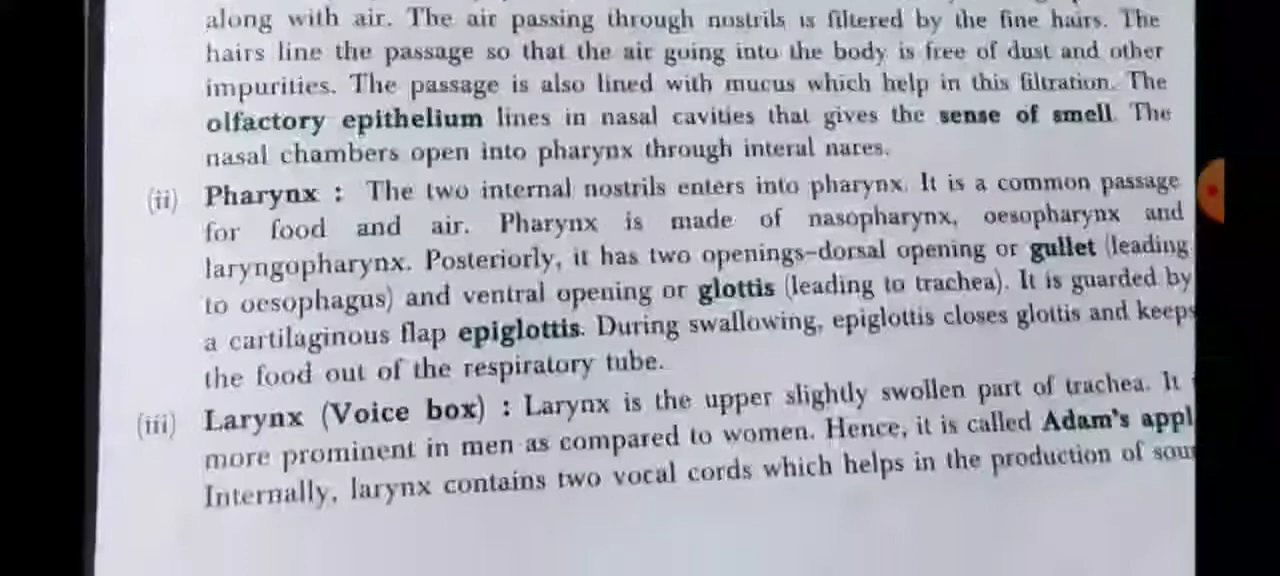 along with air. The air passing through nostrils is filtered by the fine hairs. The
hairs line the passage so that the air going into the body is free of dust and other
impurities. The passage is also lined with mucus which help in this filtration. The
olfactory epithelium lines in nasal cavities that gives the sense of smell. The
nasal chambers open into pharynx through interal nares.
(ii) Pharynx : The two internal nostrils enters into pharynx. It is a common passage
for food and air. Pharynx is made of nasopharynx, oesopharynx and
laryngopharynx. Posteriorly, it has two openings-dorsal opening or gullet (leading
to oesophagus) and ventral opening or glottis (leading to trachea). It is guarded by
a cartilaginous flap epiglottis. During swallowing, epiglottis closes glottis and keeps
the food out of the respiratory tube.
(iii) Larynx (Voice box) : Larynx is the upper slightly swollen part of trachea. It
more prominent in men as compared to women. Hence, it is called Adam's appl
Internally, larynx contains two vocal cords which helps in the production of sou